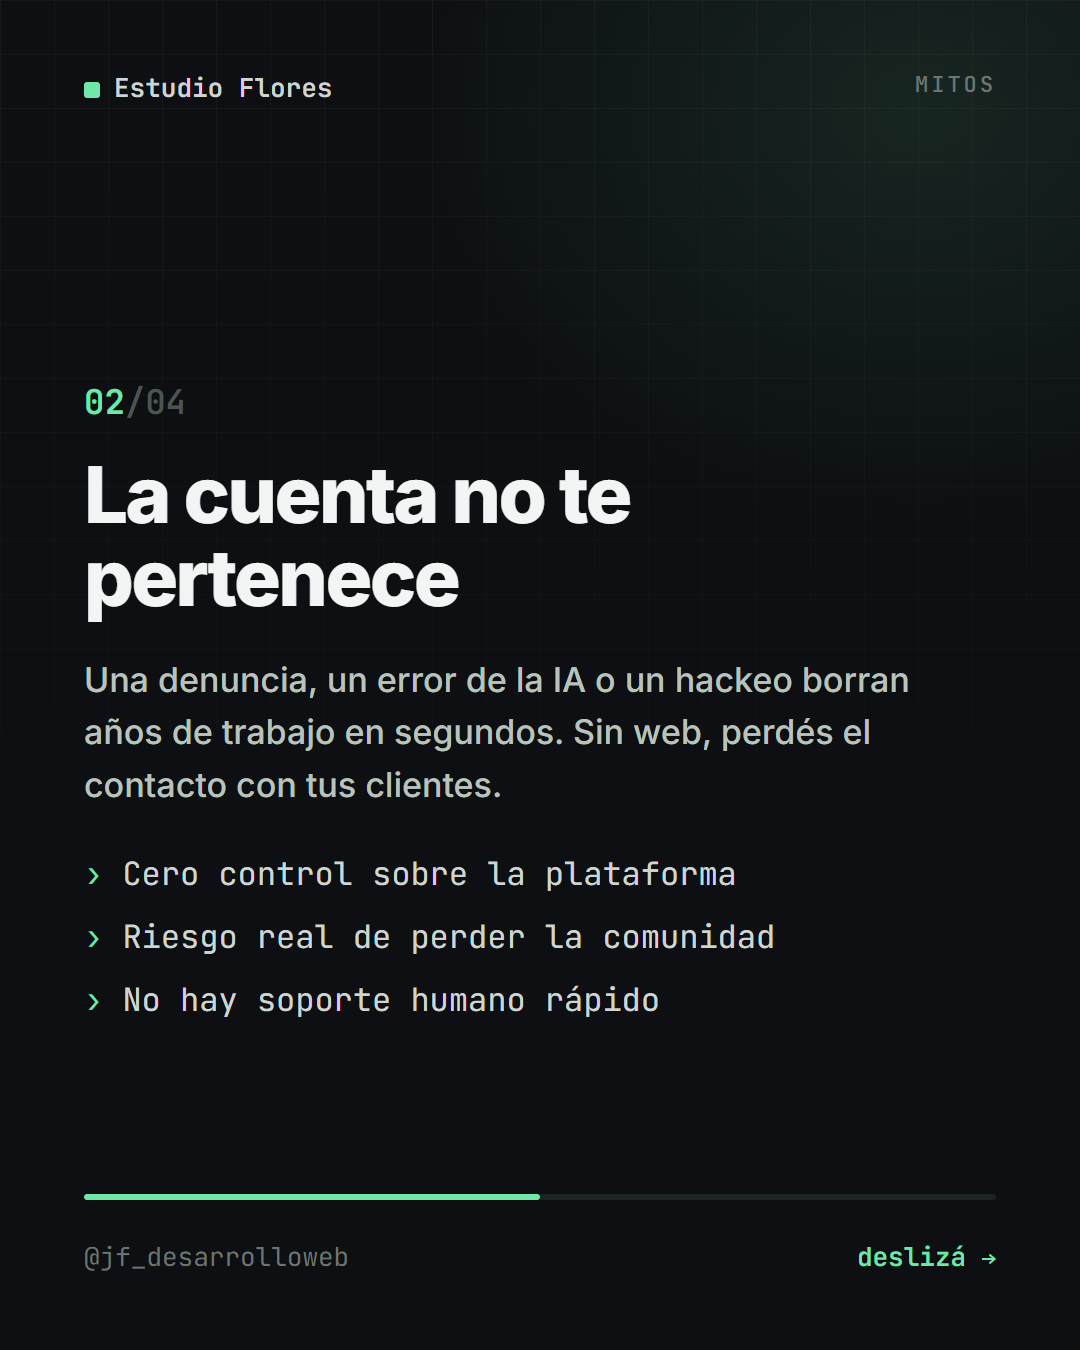 Estudio Flores
MITOS
02/04
La cuenta no te
pertenece
Una denuncia, un error de la IA o un hackeo borran
años de trabajo en segundos. Sin web, perdés el
contacto con tus clientes.
› Cero control sobre la plataforma
› Riesgo real de perder la comunidad
› No hay soporte humano rápido
@jf_desarrolloweb
deslizá →